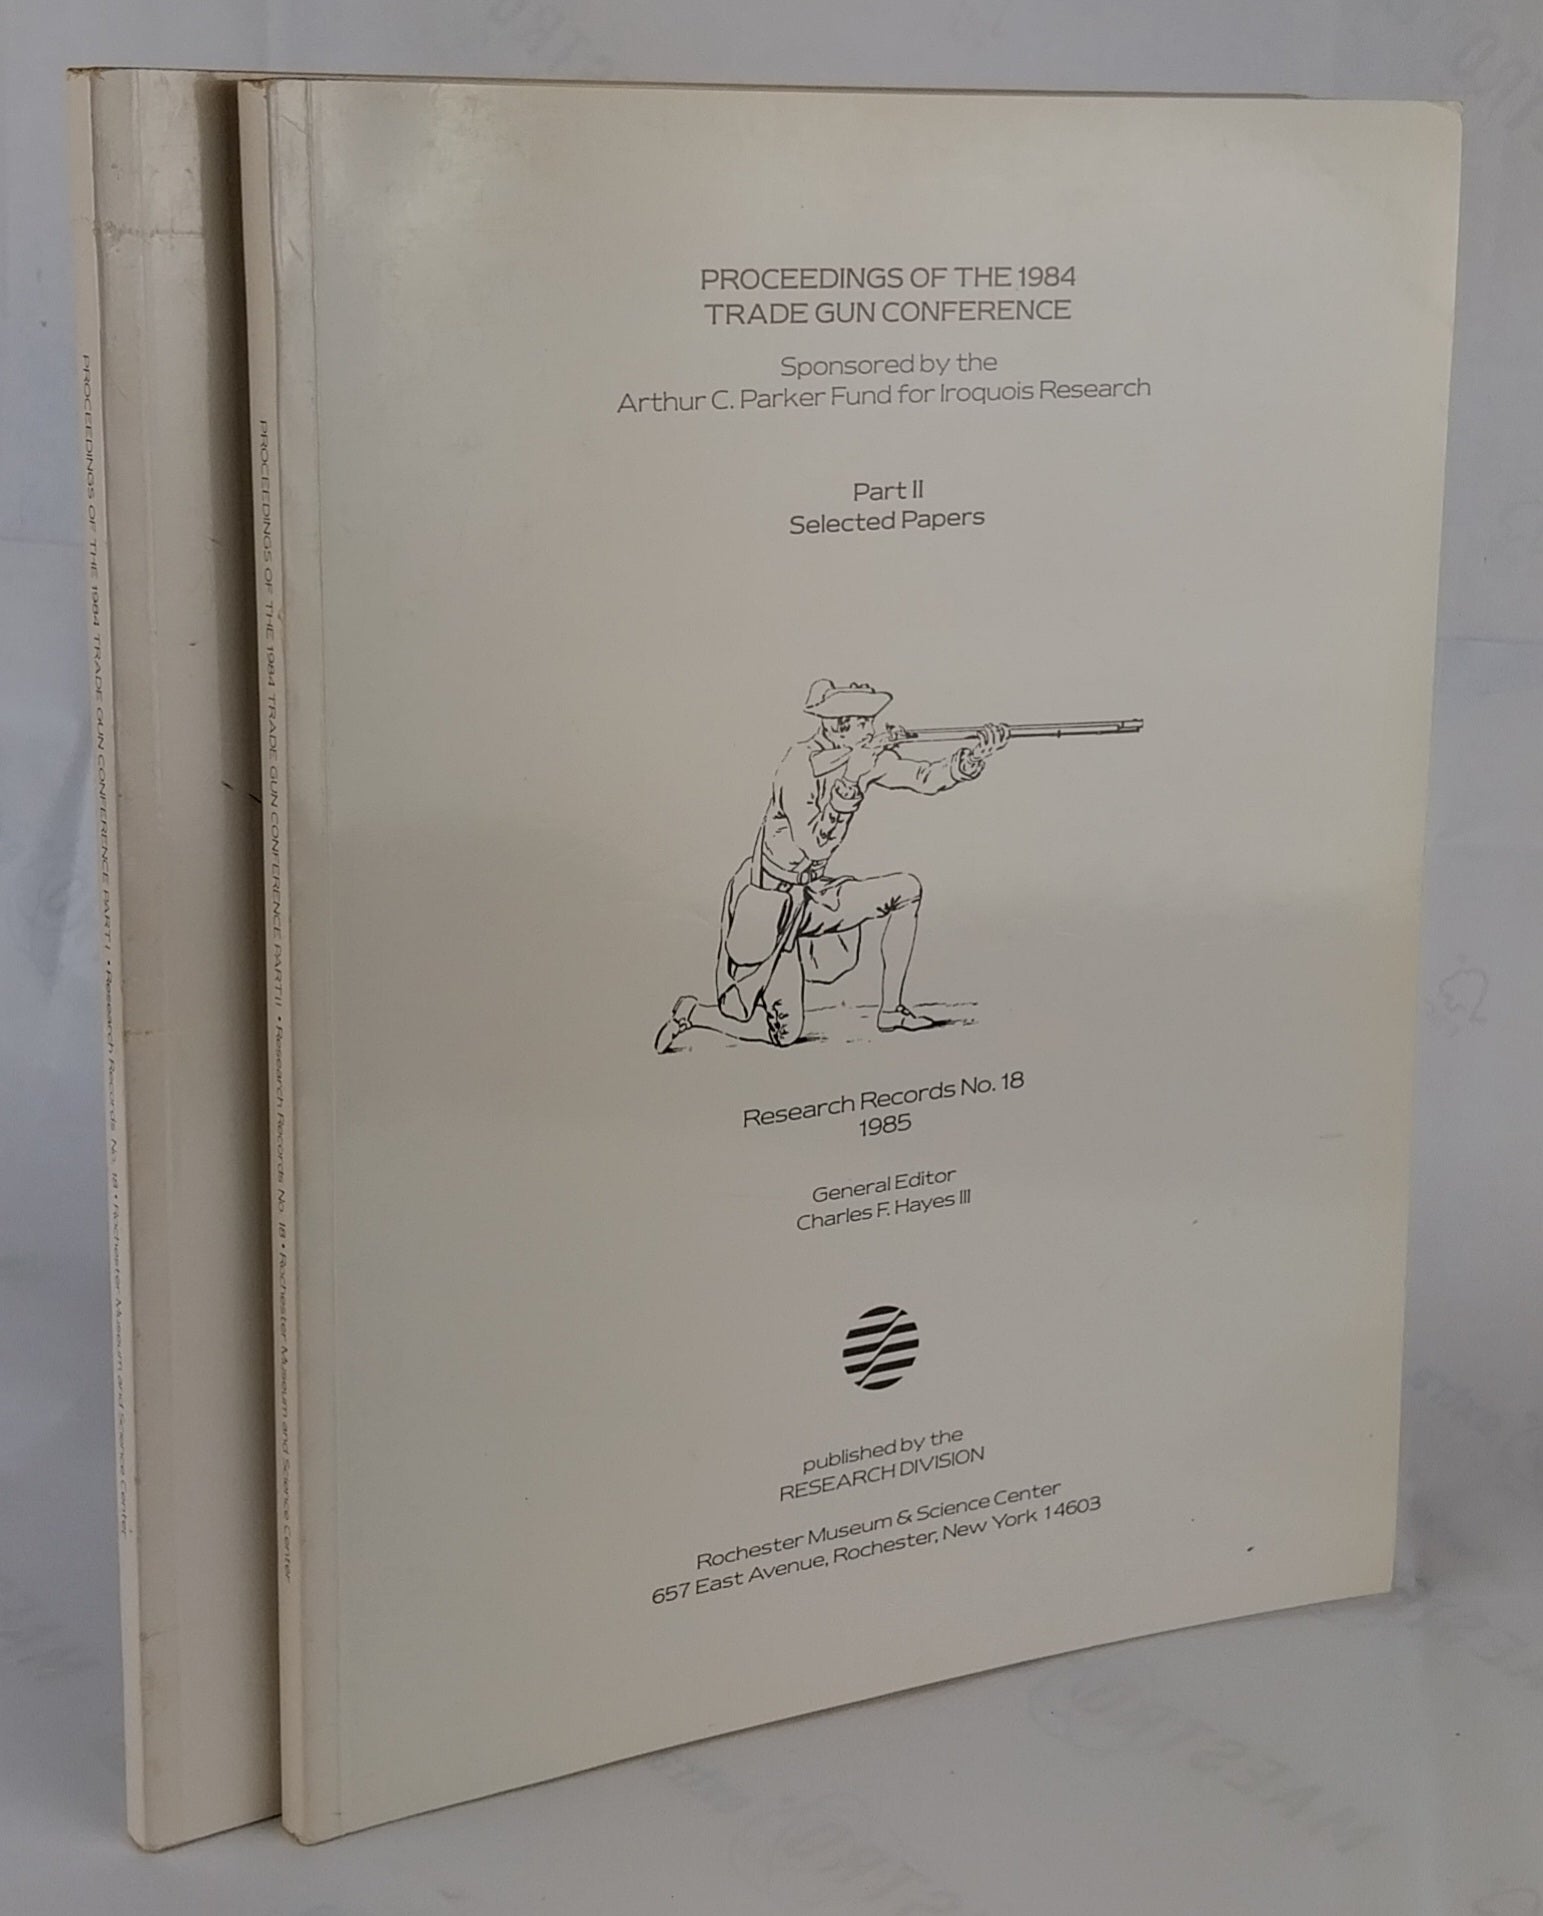 PROCEEDINGS OF THE 1984 TRADE GUN CONFERENCE PART I • Research Records No. 18 • Rochester Museum and Science Center
PROCEEDINGS OF THE 1984 TRADE GUN CONFERENCE PART II • Research Records No. 18 • Rochester Museum and Science Center
PROCEEDINGS OF THE 1984
TRADE GUN CONFERENCE
Sponsored by the
Arthur C. Parker Fund for Iroquois Research
Part II
Selected Papers
Research Records No. 18
1985
General Editor
Charles F. Hayes III
published by the
RESEARCH DIVISION
Rochester Museum & Science Center
657 East Avenue, Rochester, New York 14603
MAESTRO